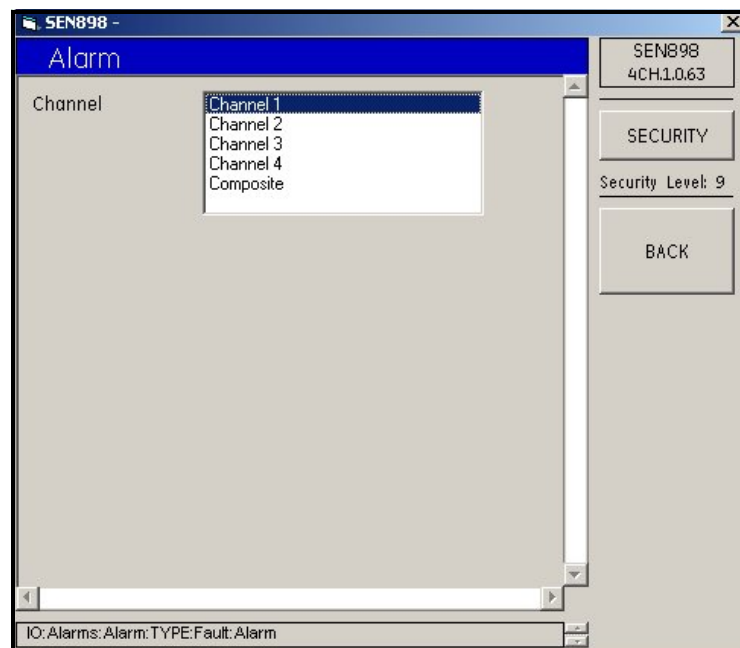 SEN898 -
Alarm
Channel
Channel 1
Channel 2
Channel 3
Channel 4
Composite
SEN898
4CH.1.0.63
SECURITY
Security Level: 9
BACK
IO:Alarms:Alarm:TYPE:Fault:Alarm